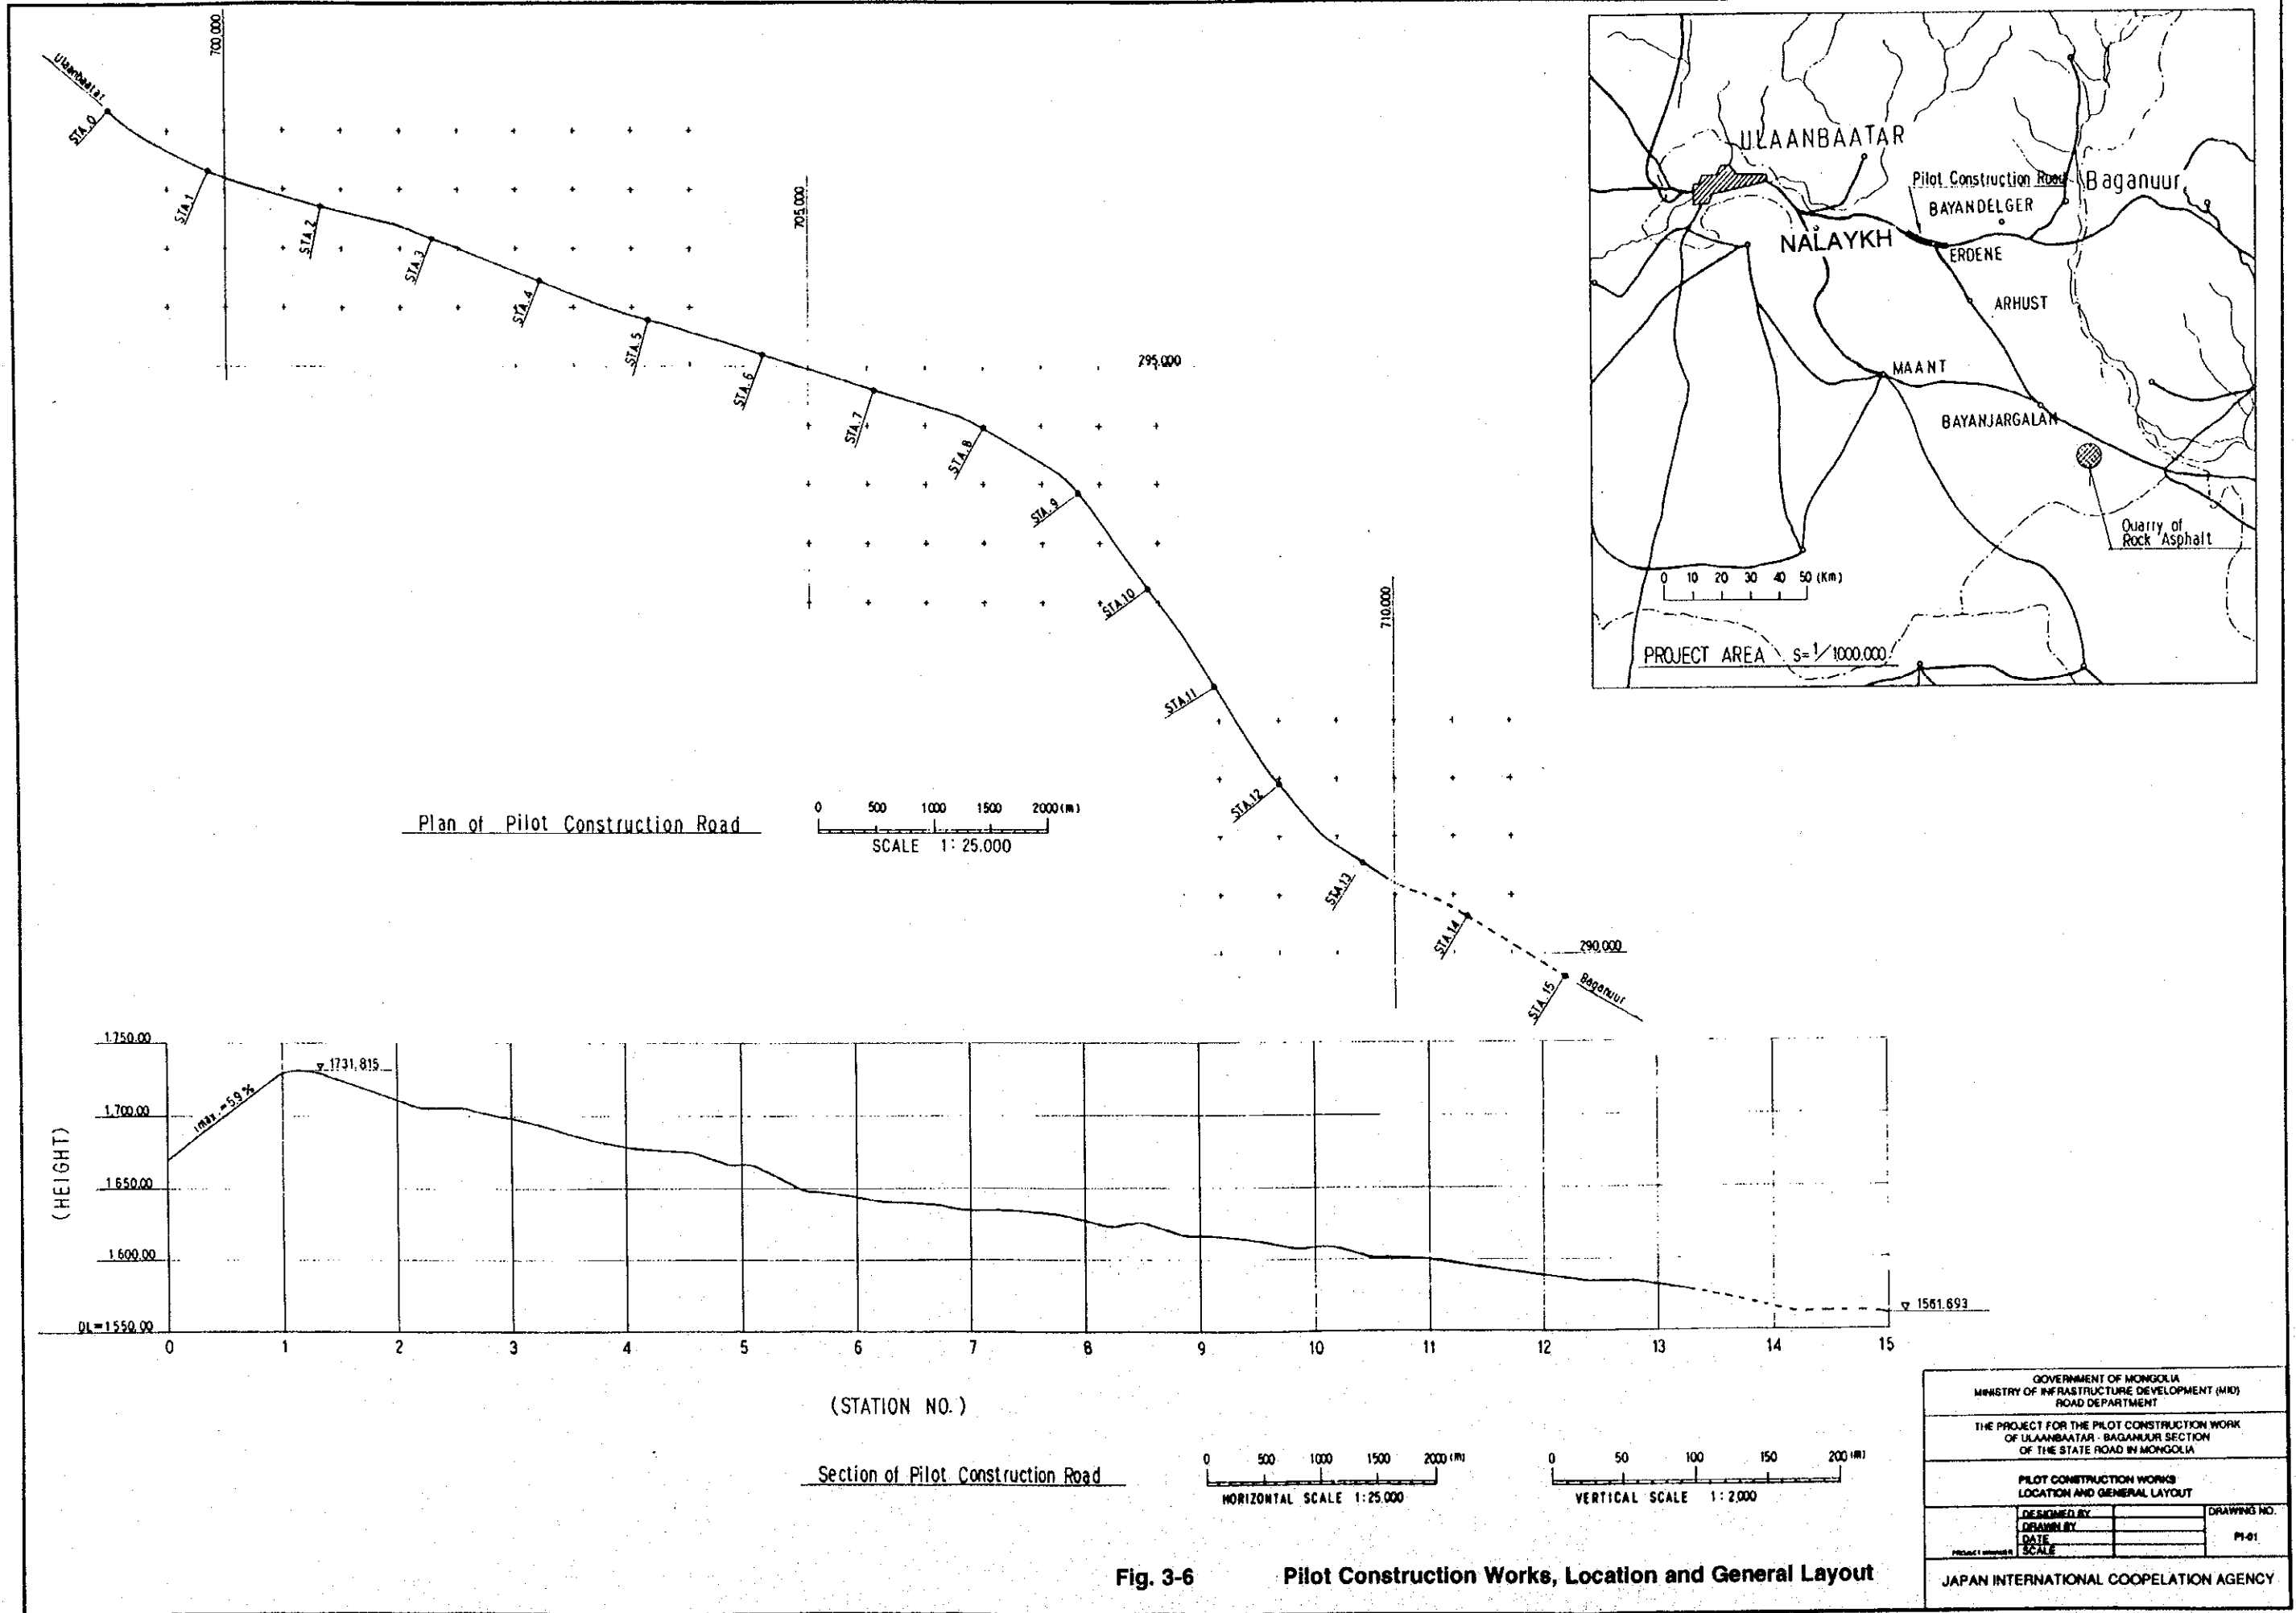 Ulaanbaatar
STA.0
STA.1
STA.2
STA.3
STA.4
STA.5
STA.6
STA.7
STA.8
STA.9
STA.10
STA.11
STA.12
STA.13
STA.14
STA.15
Baganuur
700,000
705,000
710,000
295,000
290,000
Plan of Pilot Construction Road
0 500 1000 1500 2000(m)
SCALE 1:25.000
ULAANBAATAR
Pilot Construction Road
Baganuur
BAYANDELGER
NALAYKH
ERDENE
ARHUST
MAANT
BAYANJARGALAN
Quarry of
Rock Asphalt
0 10 20 30 40 50 (Km)
PROJECT AREA S=1/1000.000
(HEIGHT)
1.750.00
1,700.00
1 650.00
1 600.00
DL=1550.00
imax.=5.9%
1731.815
1561.693
0 1 2 3 4 5 6 7 8 9 10 11 12 13 14 15
(STATION NO.)
Section of Pilot Construction Road
0 500 1000 1500 2000 (m)
HORIZONTAL SCALE 1:25.000
0 50 100 150 200 (m)
VERTICAL SCALE 1:2,000
Fig. 3-6 Pilot Construction Works, Location and General Layout
GOVERNMENT OF MONGOLIA
MINISTRY OF INFRASTRUCTURE DEVELOPMENT (MID)
ROAD DEPARTMENT
THE PROJECT FOR THE PILOT CONSTRUCTION WORK
OF ULAANBAATAR - BAGANUUR SECTION
OF THE STATE ROAD IN MONGOLIA
PILOT CONSTRUCTION WORKS
LOCATION AND GENERAL LAYOUT
DESIGNED BY
DRAWN BY
DATE
SCALE
PROJECT MANAGER
DRAWING NO.
PI-01
JAPAN INTERNATIONAL COOPELATION AGENCY